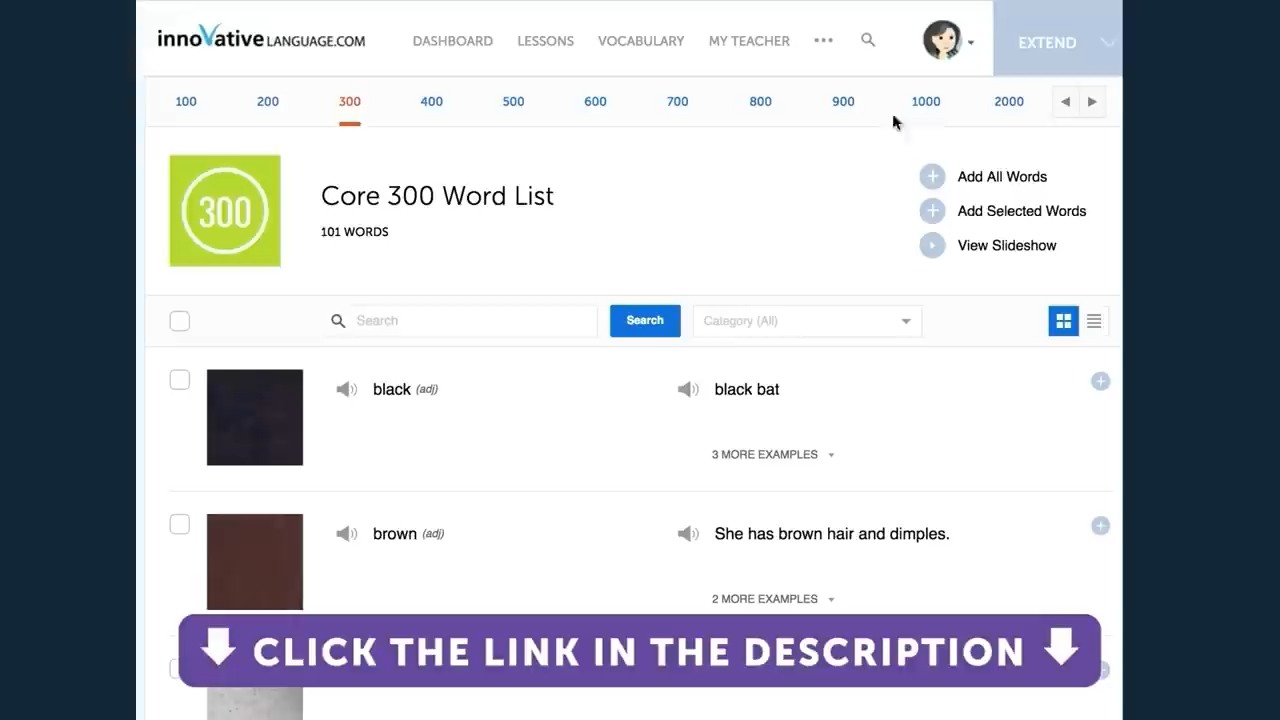 innoVative LANGUAGE.COM
DASHBOARD LESSONS VOCABULARY MY TEACHER ••• EXTEND
100 200 300 400 500 600 700 800 900 1000 2000
300
Core 300 Word List
101 WORDS
Add All Words
Add Selected Words
View Slideshow
Search Search Category (All)
black (adj) black bat
3 MORE EXAMPLES
brown (adj) She has brown hair and dimples.
2 MORE EXAMPLES
CLICK THE LINK IN THE DESCRIPTION